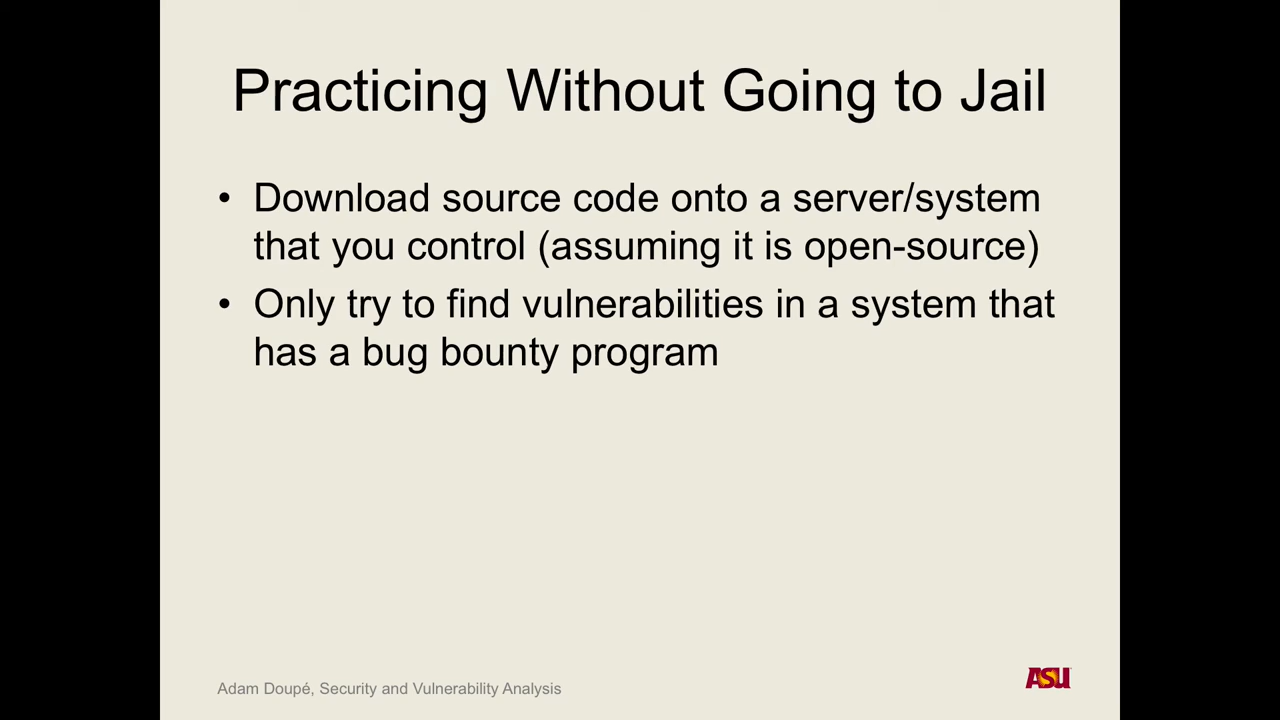 Practicing Without Going to Jail
• Download source code onto a server/system
that you control (assuming it is open-source)
• Only try to find vulnerabilities in a system that
has a bug bounty program
Adam Doupé, Security and Vulnerability Analysis
ASU